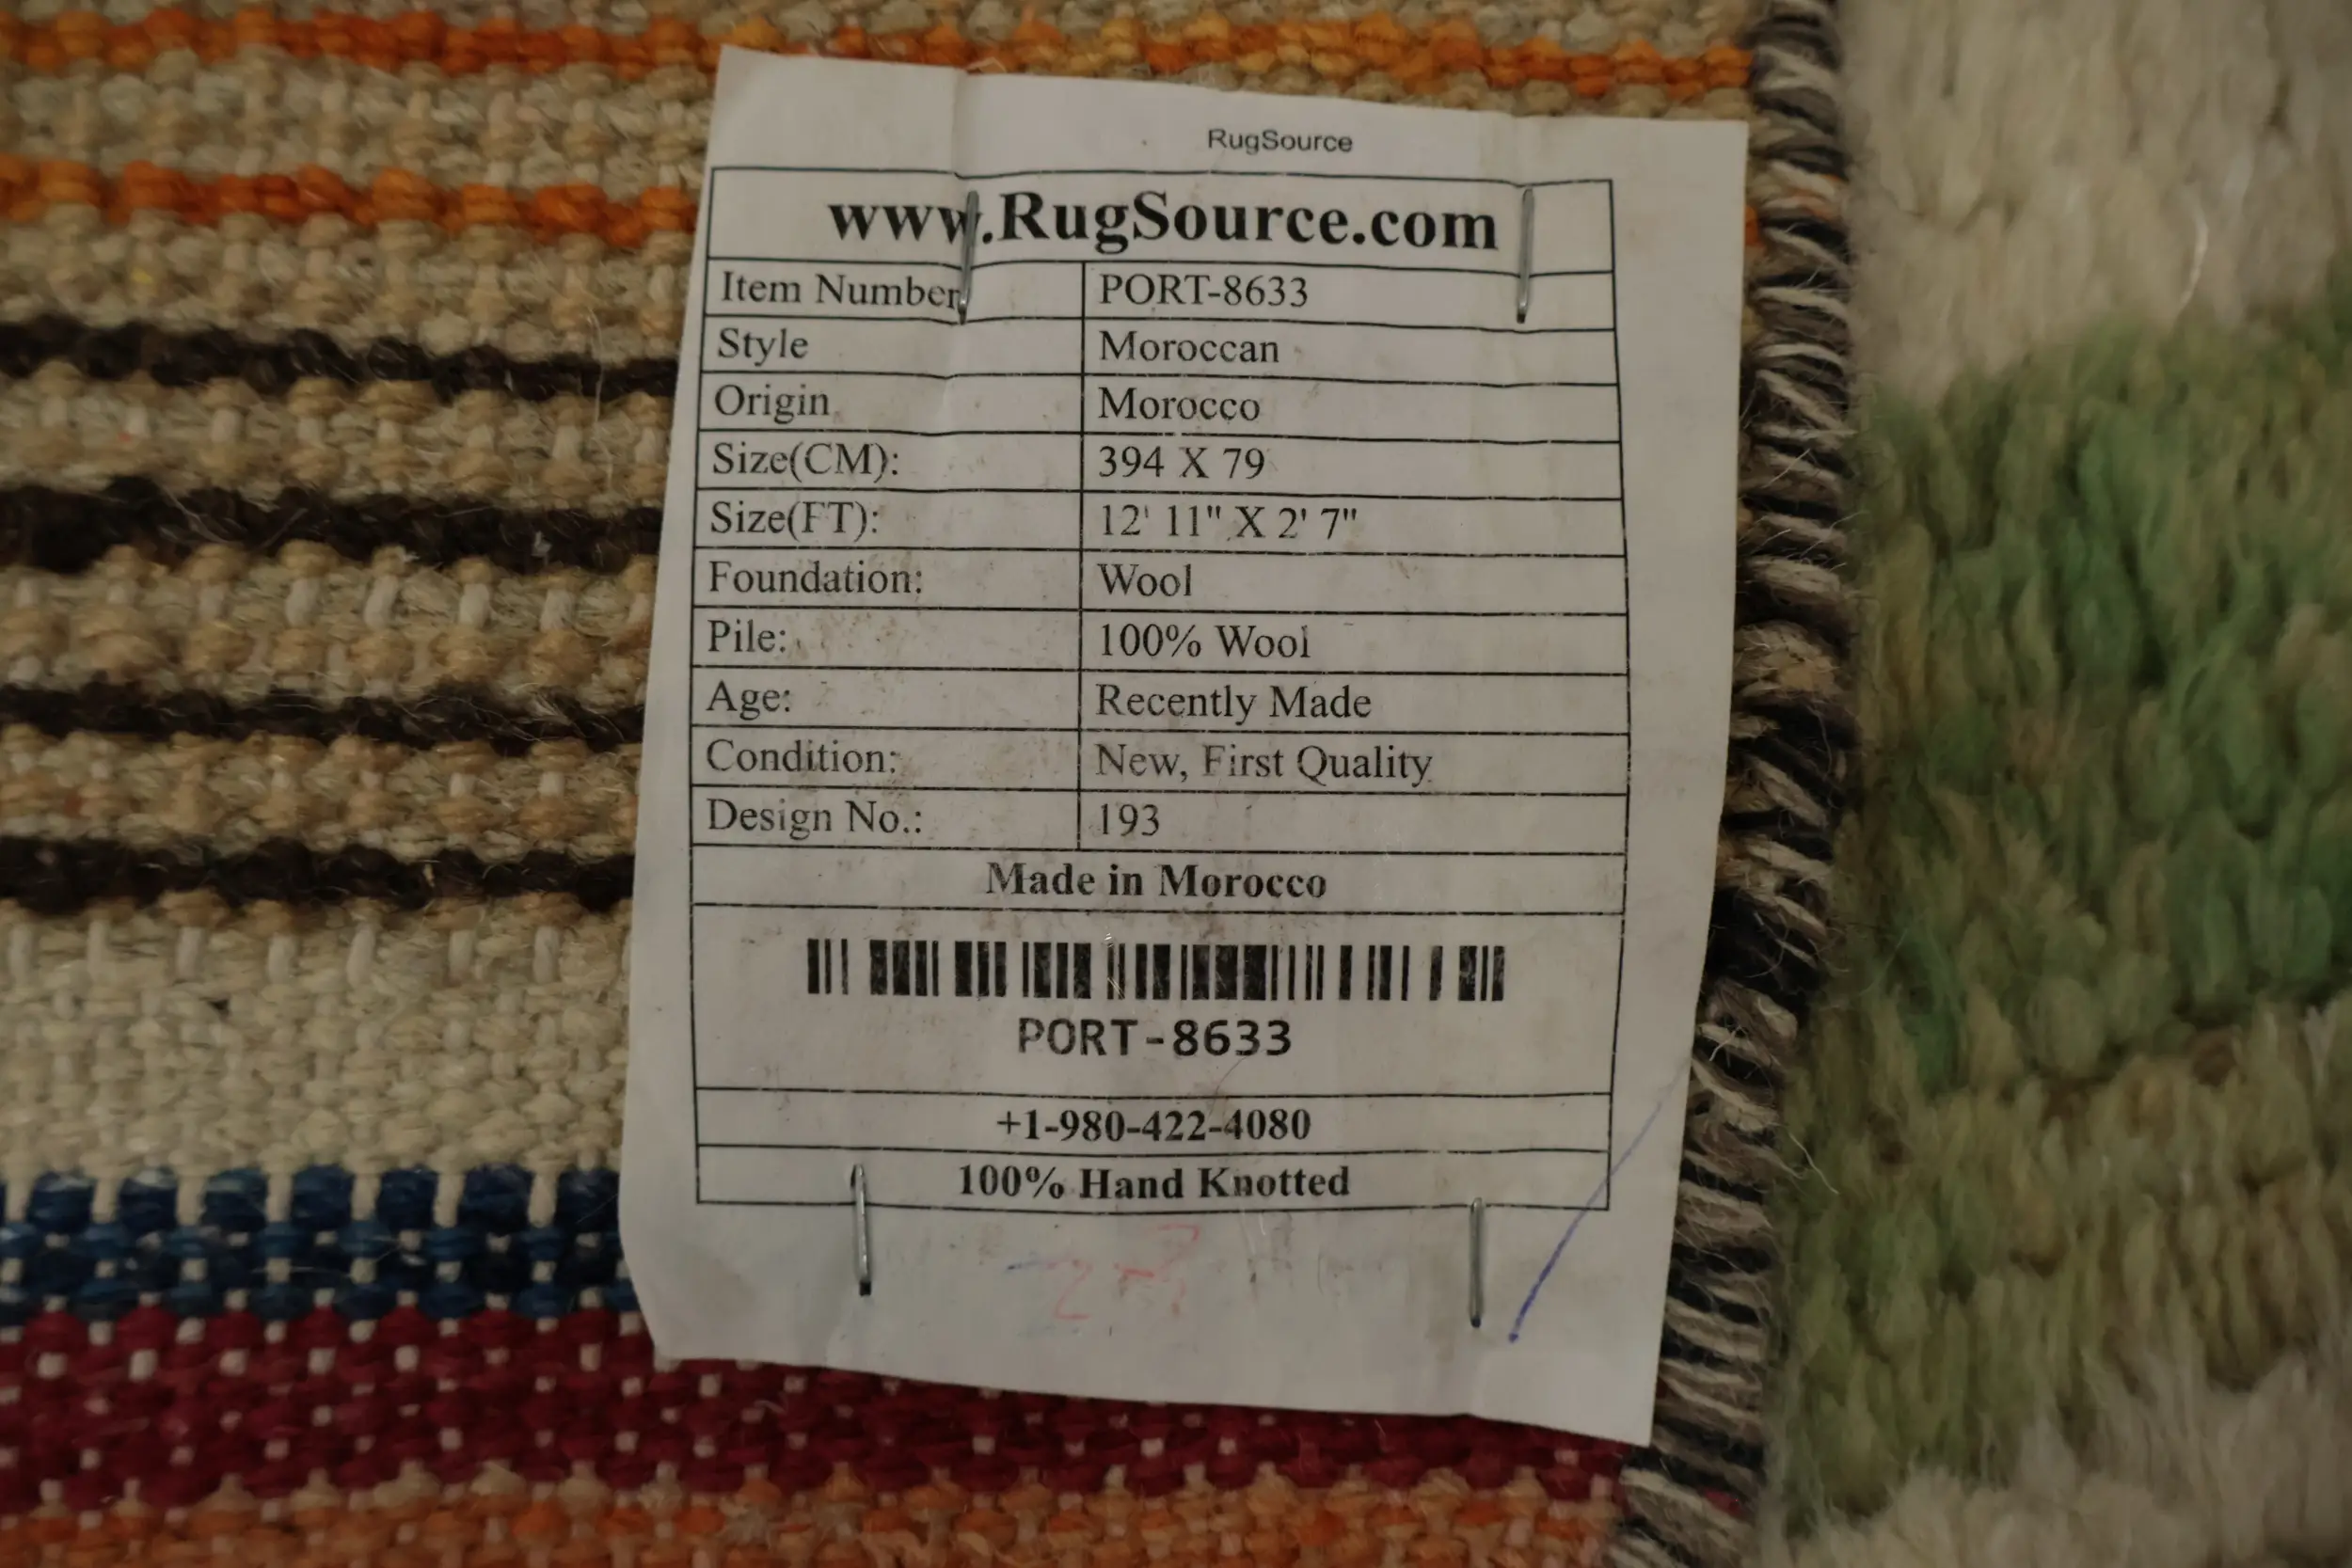 RugSource
www.RugSource.com
Item Number PORT-8633
Style Moroccan
Origin Morocco
Size(CM): 394 X 79
Size(FT): 12' 11" X 2' 7"
Foundation: Wool
Pile: 100% Wool
Age: Recently Made
Condition: New, First Quality
Design No.: 193
Made in Morocco
PORT-8633
+1-980-422-4080
100% Hand Knotted